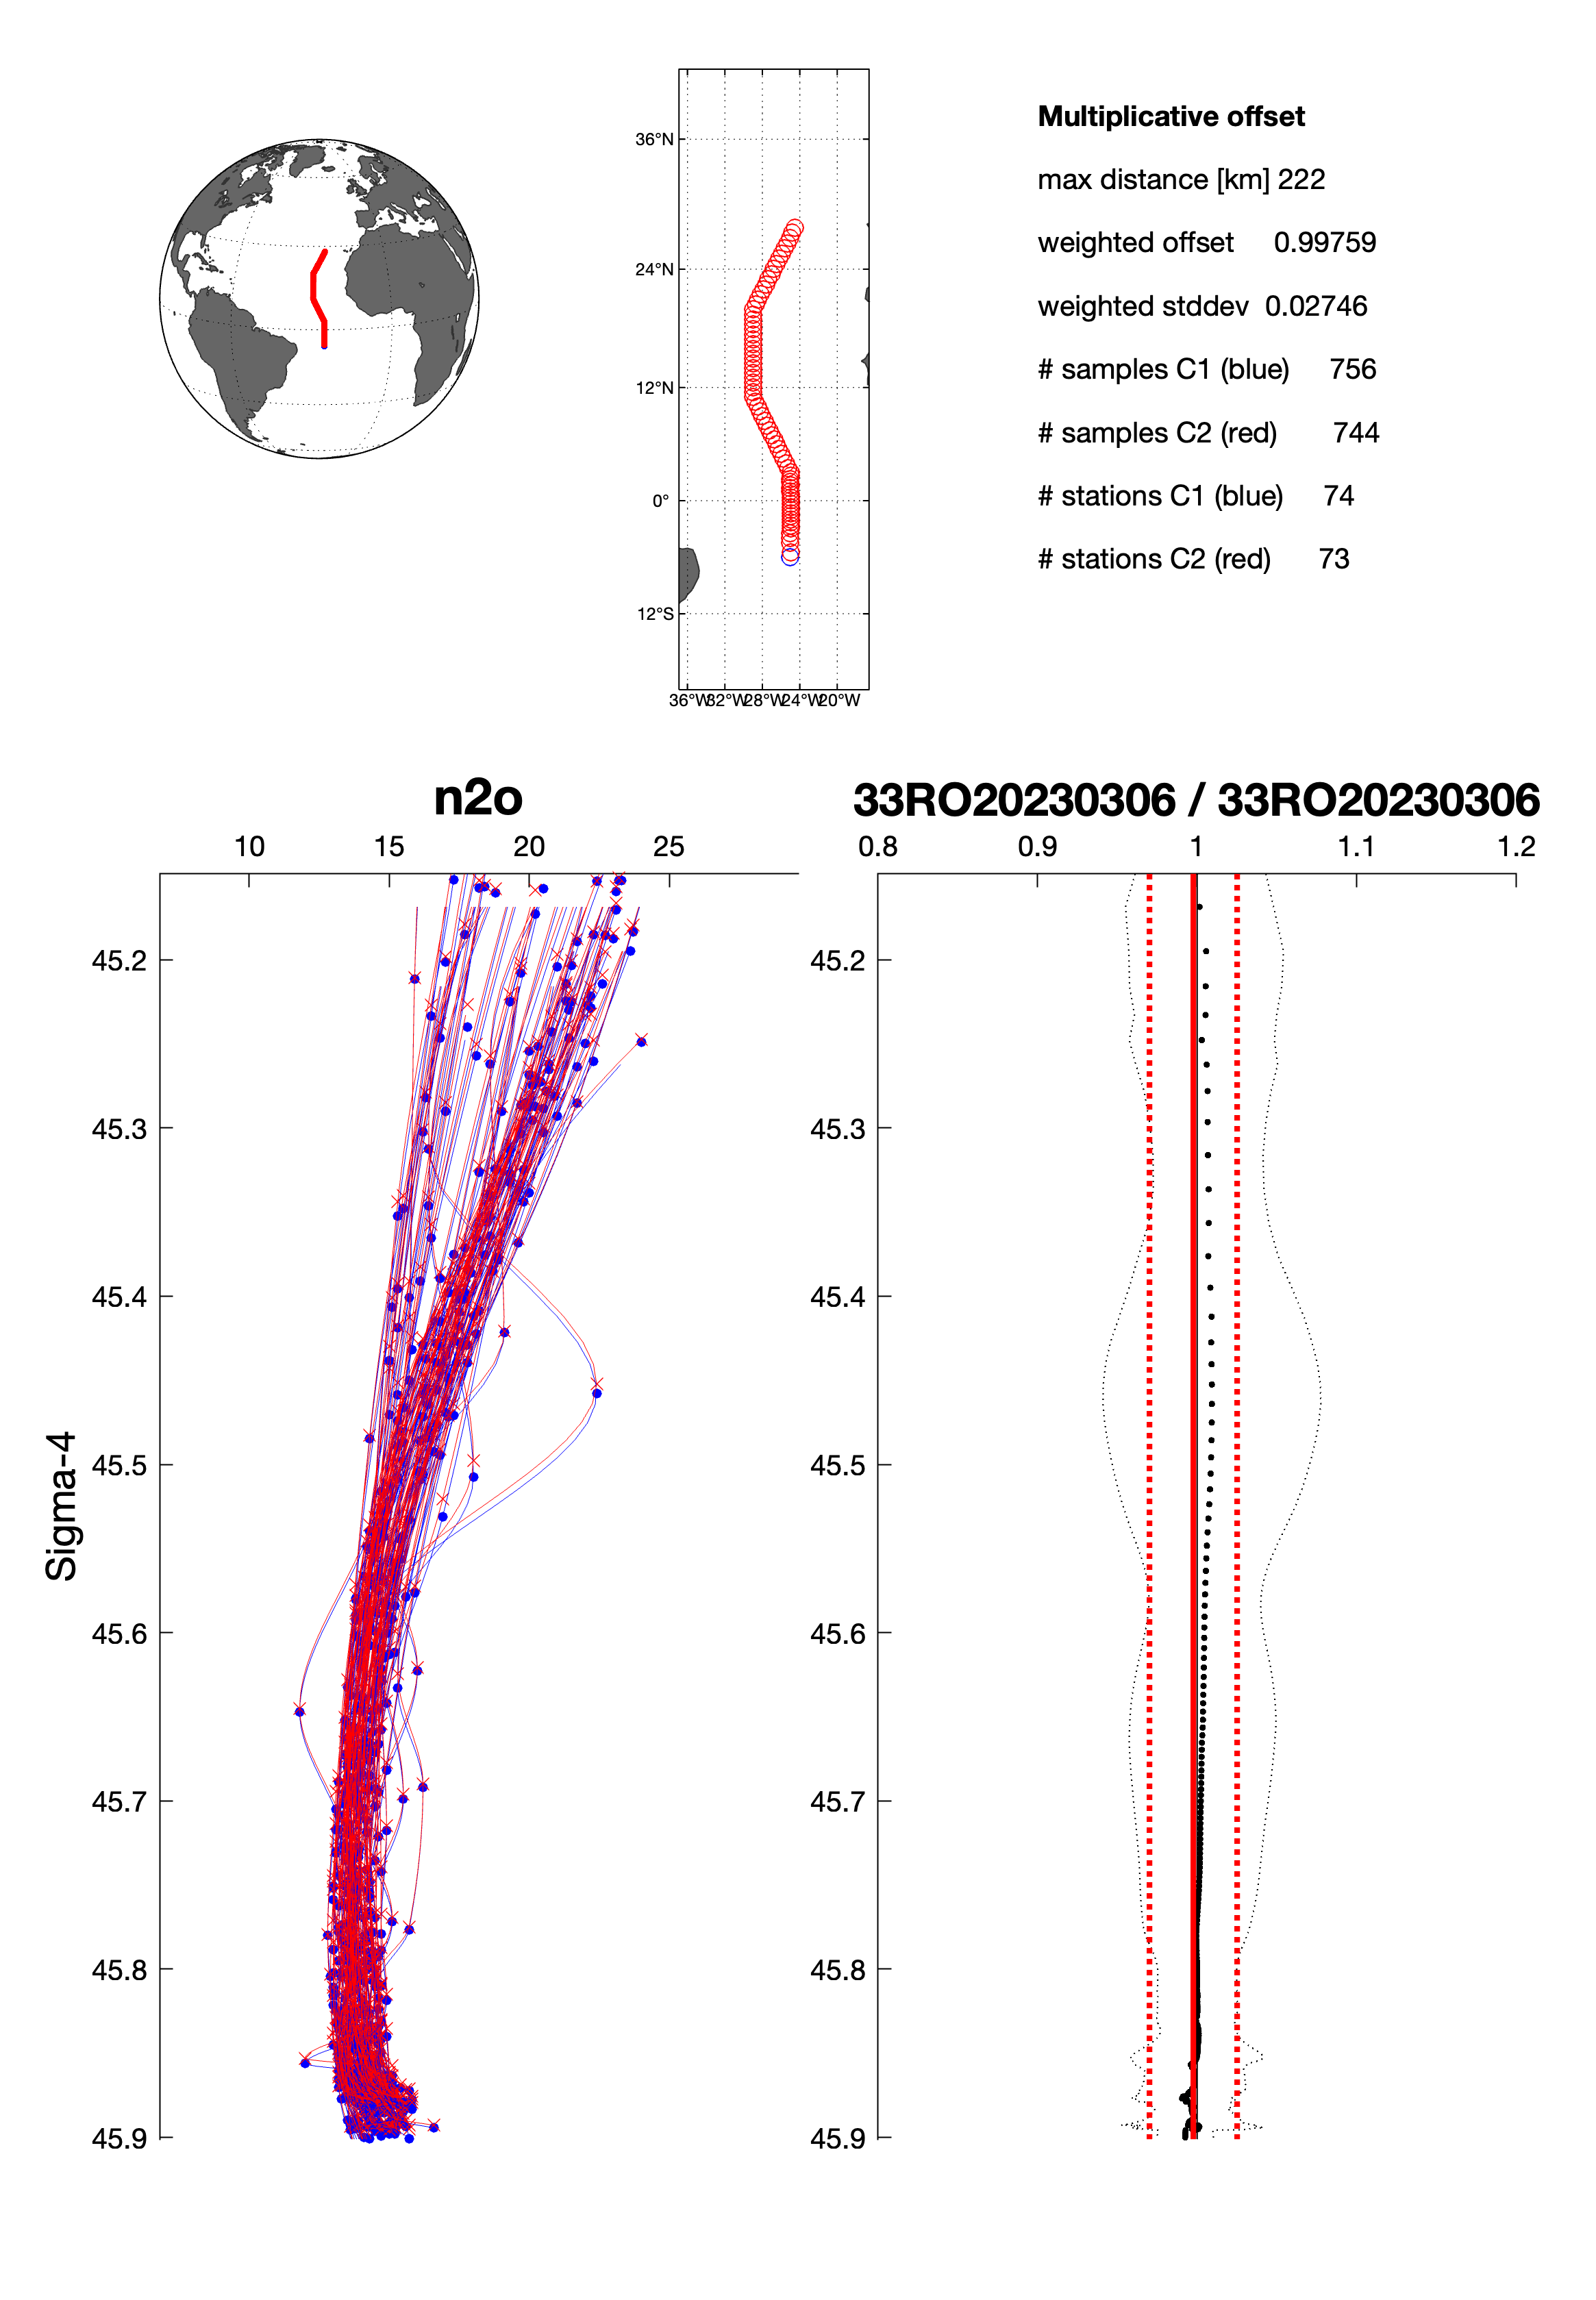 Multiplicative offset
max distance [km] 222
weighted offset 0.99759
weighted stddev 0.02746
# samples C1 (blue) 756
# samples C2 (red) 744
# stations C1 (blue) 74
# stations C2 (red) 73
36°N
24°N
12°N
0°
12°S
36°W 32°W 28°W 24°W 20°W
n2o
10 15 20 25
45.2
45.3
45.4
45.5
45.6
45.7
45.8
45.9
Sigma-4
33RO20230306 / 33RO20230306
0.8 0.9 1 1.1 1.2
45.2
45.3
45.4
45.5
45.6
45.7
45.8
45.9